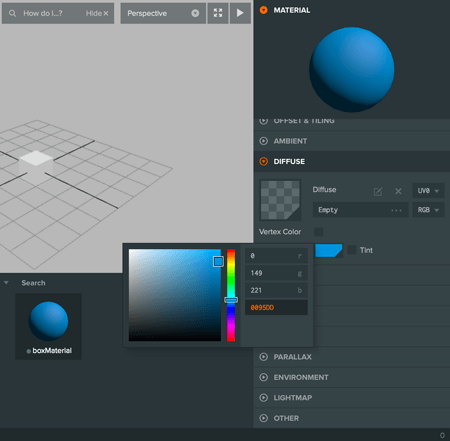 How do I...? Hide ×
Perspective
MATERIAL
OFFSET & TILING
AMBIENT
DIFFUSE
Diffuse UV0
Empty ... RGB
Vertex Color
Tint
0 r
149 g
221 b
0095DD
Search
boxMaterial
PARALLAX
ENVIRONMENT
LIGHTMAP
OTHER
0